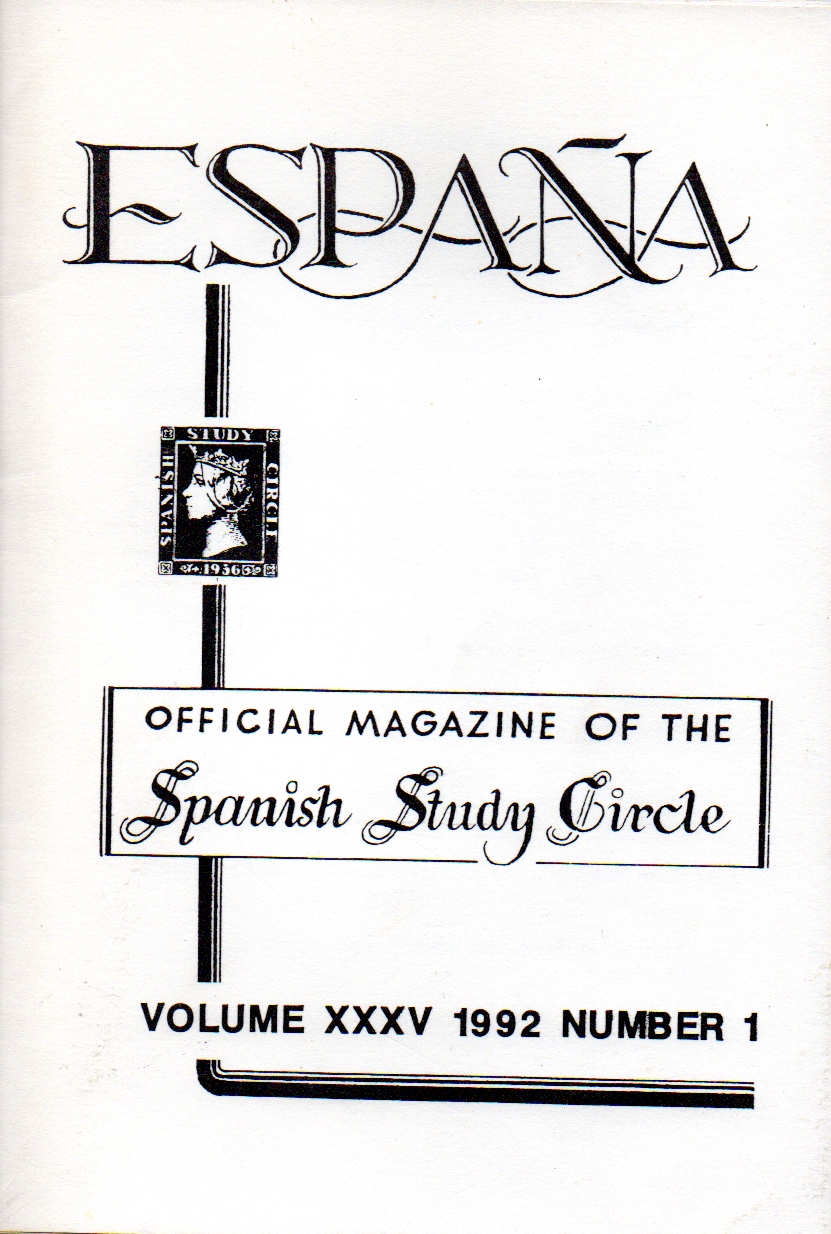 ESPAÑA
STUDY
SPANISH
CIRCLE
1956
OFFICIAL MAGAZINE OF THE
Spanish Study Circle
VOLUME XXXV 1992 NUMBER 1